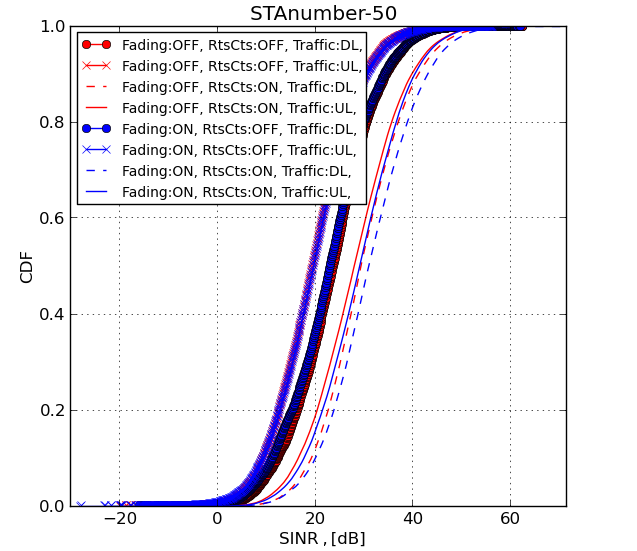 STAnumber-50
1.0
0.8
0.6
0.4
0.2
0.0
CDF
Fading:OFF, RtsCts:OFF, Traffic:DL,
Fading:OFF, RtsCts:OFF, Traffic:UL,
Fading:OFF, RtsCts:ON, Traffic:DL,
Fading:OFF, RtsCts:ON, Traffic:UL,
Fading:ON, RtsCts:OFF, Traffic:DL,
Fading:ON, RtsCts:OFF, Traffic:UL,
Fading:ON, RtsCts:ON, Traffic:DL,
Fading:ON, RtsCts:ON, Traffic:UL,
−20 0 20 40 60
SINR , [dB]